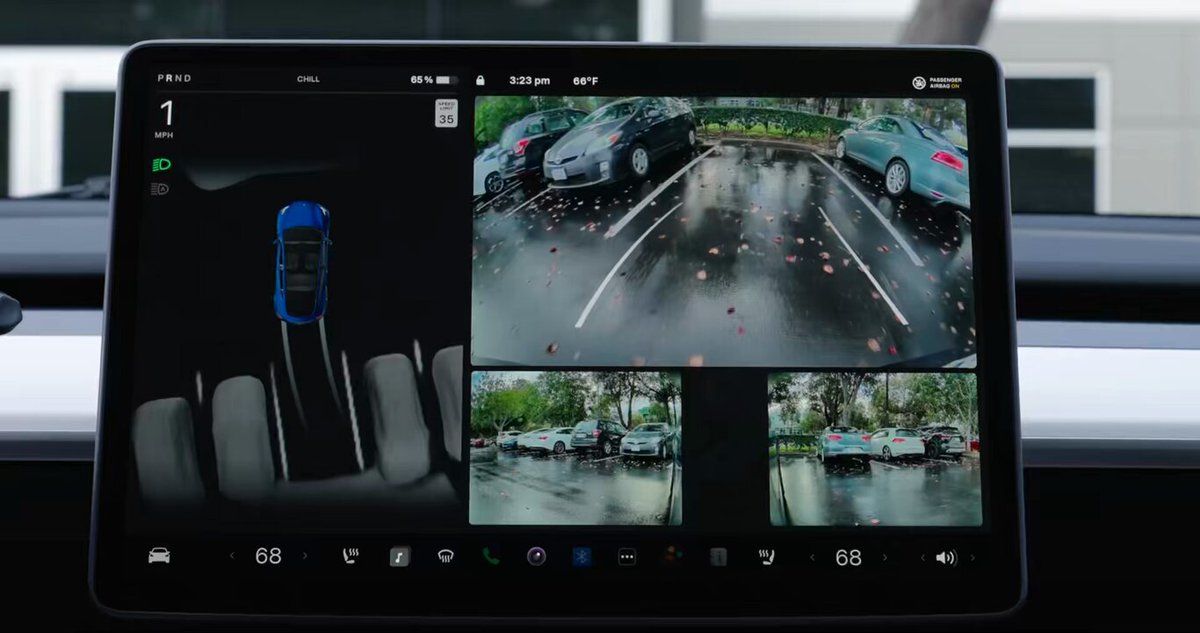 PRND
CHILL
65 %
3:23 pm
66°F
PASSENGER
AIRBAG ON
1
MPH
SPEED
LIMIT
35
68
68